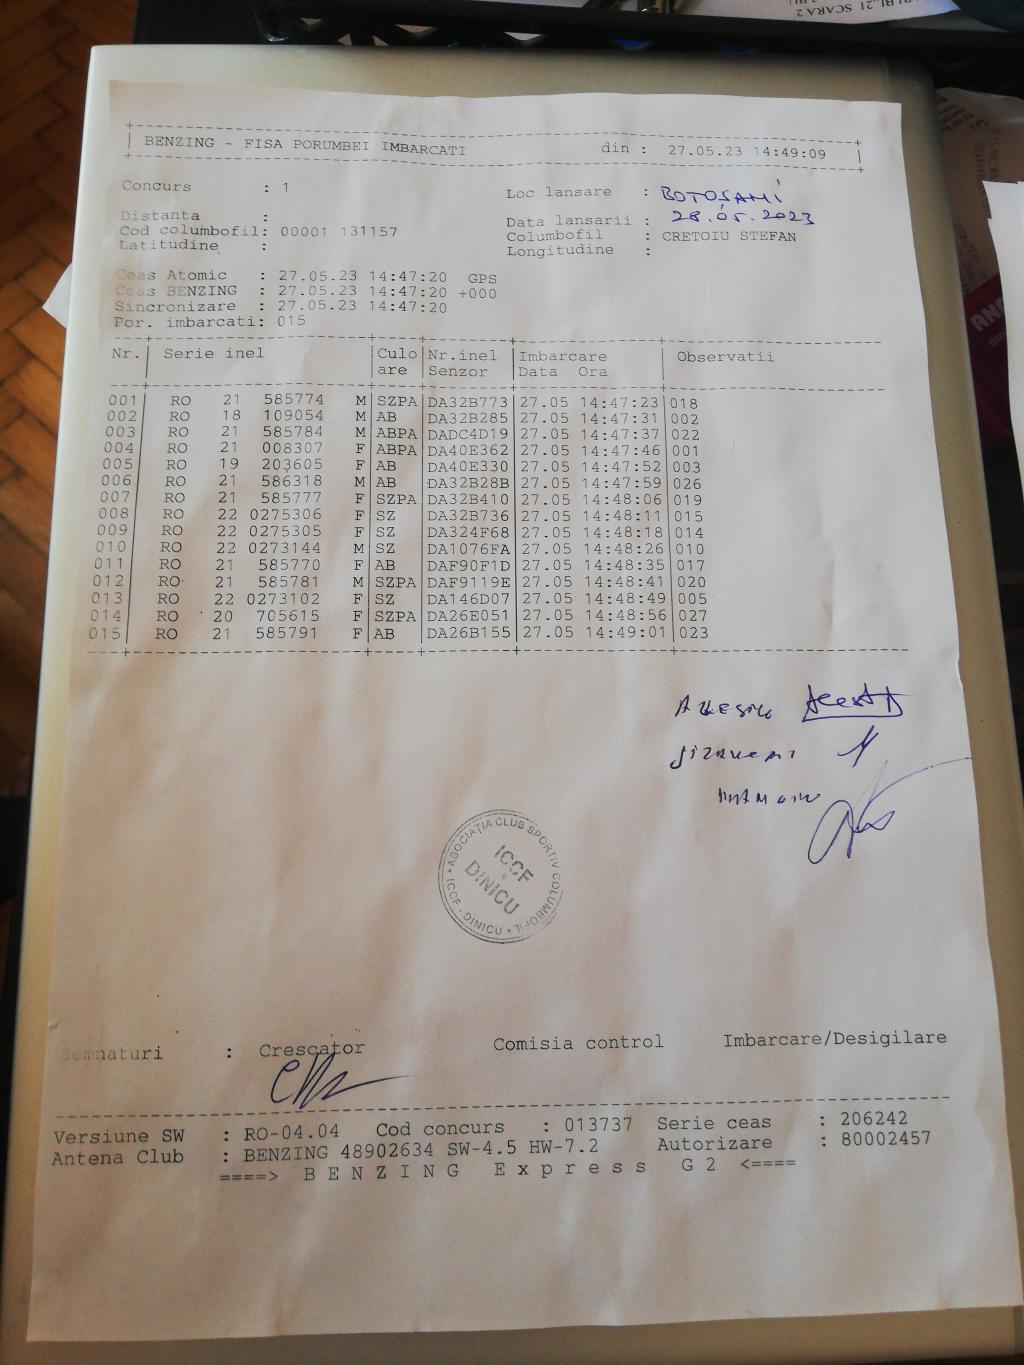 BENZING - FISA PORUMBEI IMBARCATI din : 27.05.23 14:49:09
Concurs : 1
Loc lansare : BOTOȘANI
Distanta :
Data lansarii : 28.05.2023
Cod columbofil: 00001 131157
Columbofil : CRETOIU STEFAN
Latitudine :
Longitudine :
Ceas Atomic : 27.05.23 14:47:20 GPS
Ceas BENZING : 27.05.23 14:47:20 +000
Sincronizare : 27.05.23 14:47:20
Por. imbarcati: 015
Nr. Serie inel Culo Nr.inel Imbarcare Observatii
are Senzor Data Ora
001 RO 21 585774 M SZPA DA32B773 27.05 14:47:23 018
002 RO 18 109054 M AB DA32B285 27.05 14:47:31 002
003 RO 21 585784 M ABPA DADC4D19 27.05 14:47:37 022
004 RO 21 008307 F ABPA DA40E362 27.05 14:47:46 001
005 RO 19 203605 F AB DA40E330 27.05 14:47:52 003
006 RO 21 586318 M AB DA32B28B 27.05 14:47:59 026
007 RO 21 585777 F SZPA DA32B410 27.05 14:48:06 019
008 RO 22 0275306 F SZ DA32B736 27.05 14:48:11 015
009 RO 22 0275305 F SZ DA324F68 27.05 14:48:18 014
010 RO 22 0273144 M SZ DA1076FA 27.05 14:48:26 010
011 RO 21 585770 F AB DAF90F1D 27.05 14:48:35 017
012 RO 21 585781 M SZPA DAF9119E 27.05 14:48:41 020
013 RO 22 0273102 F SZ DA146D07 27.05 14:48:49 005
014 RO 20 705615 F SZPA DA26E051 27.05 14:48:56 027
015 RO 21 585791 F AB DA26B155 27.05 14:49:01 023
ASOCIAȚIA CLUB SPORTIV COLUMBOFIL
ICCF
DINICU
ICCF - DINICU
Semnaturi : Crescator Comisia control Imbarcare/Desigilare
Versiune SW : RO-04.04 Cod concurs : 013737 Serie ceas : 206242
Antena Club : BENZING 48902634 SW-4.5 HW-7.2 Autorizare : 80002457
====> BENZING Express G2 <====